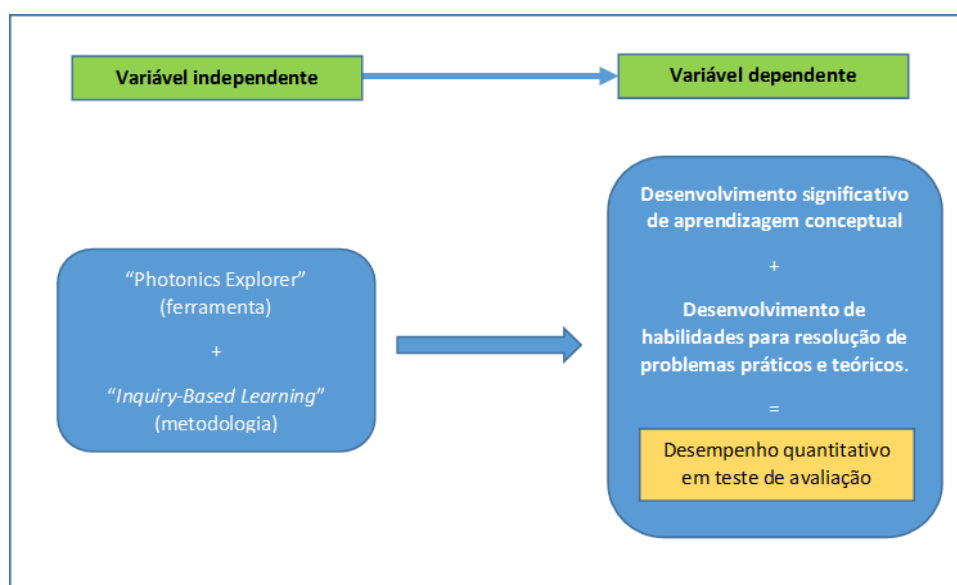 Variável independente
Variável dependente
“Photonics Explorer”
(ferramenta)
+
“Inquiry-Based Learning”
(metodologia)
Desenvolvimento significativo
de aprendizagem conceptual
+
Desenvolvimento de
habilidades para resolução de
problemas práticos e teóricos.
=
Desempenho quantitativo
em teste de avaliação